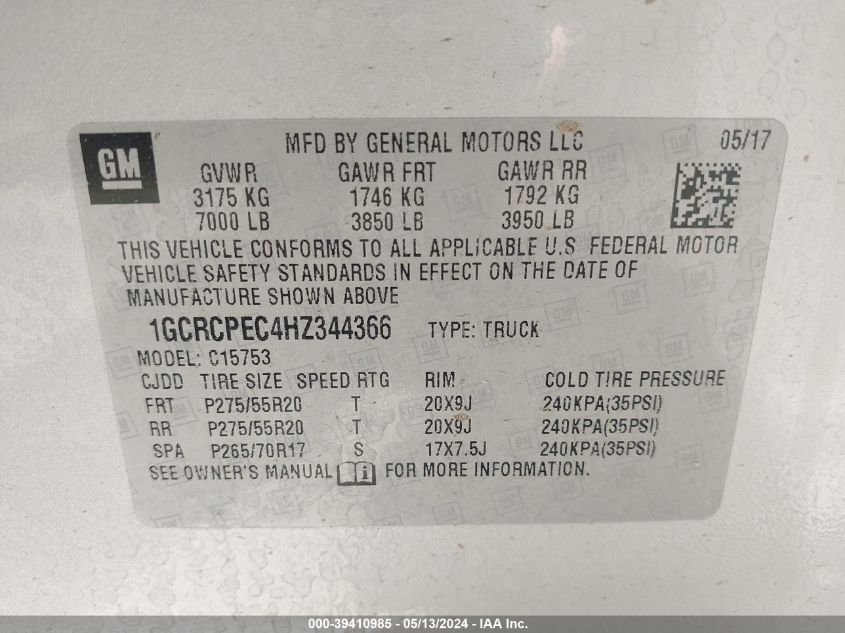 GM
MFD BY GENERAL MOTORS LLC 05/17
GVWR GAWR FRT GAWR RR
3175 KG 1746 KG 1792 KG
7000 LB 3850 LB 3950 LB
THIS VEHICLE CONFORMS TO ALL APPLICABLE U.S. FEDERAL MOTOR
VEHICLE SAFETY STANDARDS IN EFFECT ON THE DATE OF
MANUFACTURE SHOWN ABOVE
1GCRCPEC4HZ344366 TYPE: TRUCK
MODEL: C15753
CJDD TIRE SIZE SPEED RTG RIM COLD TIRE PRESSURE
FRT P275/55R20 T 20X9J 240KPA(35PSI)
RR P275/55R20 T 20X9J 240KPA(35PSI)
SPA P265/70R17 S 17X7.5J 240KPA(35PSI)
SEE OWNER'S MANUAL i FOR MORE INFORMATION.
000-39410985 - 05/13/2024 - IAA Inc.